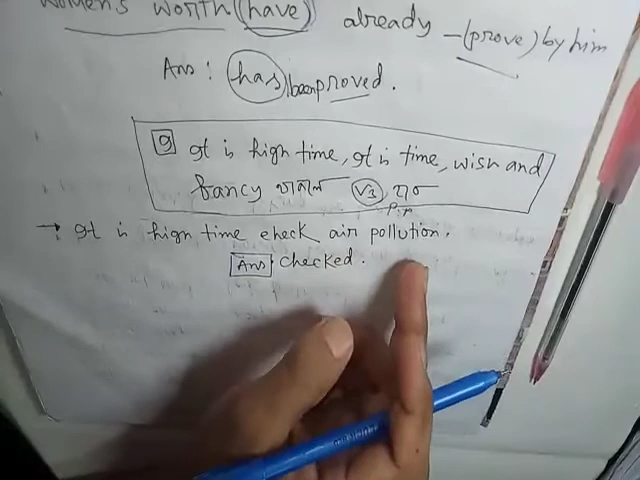 women's worth (have) already - (prove) by him
Ans : has been proved.
9 It is high time, It is time, wish and
fancy থাকলে V3, হয়
p.p
→ It is high time check air pollution.
Ans checked.